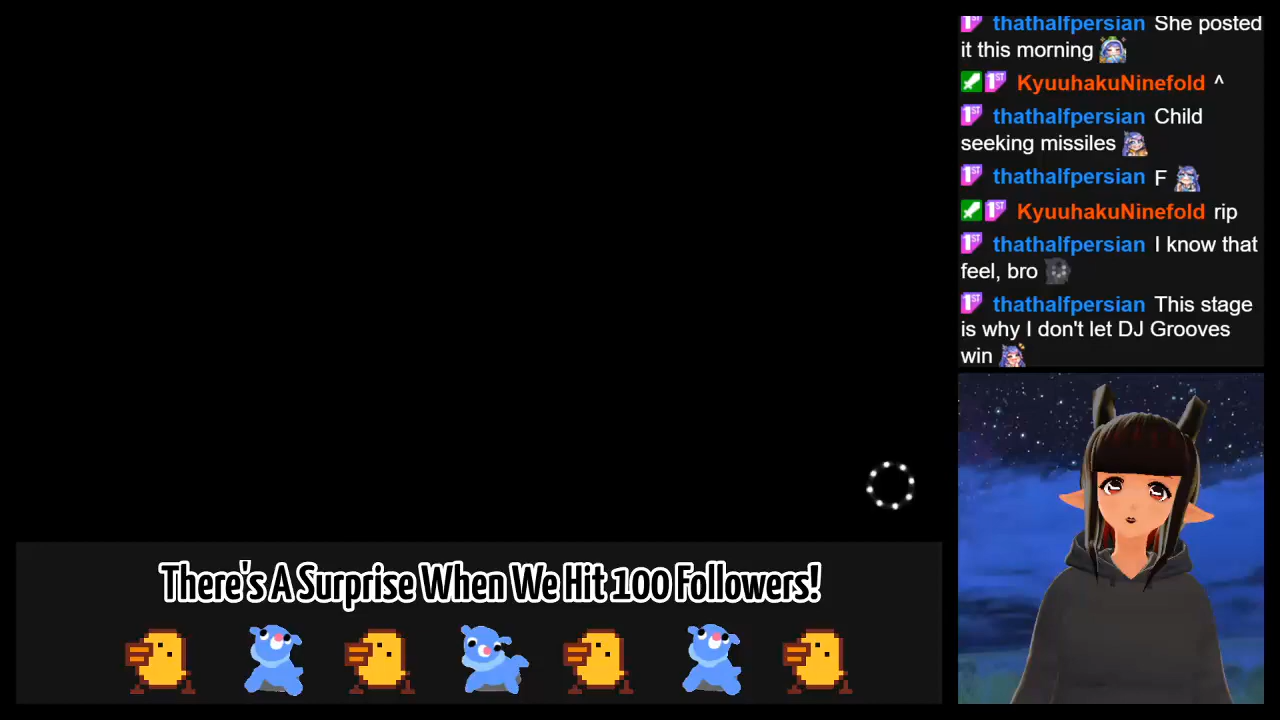 thathalfpersian She posted
it this morning
KyuuhakuNinefold ^
thathalfpersian Child
seeking missiles
thathalfpersian F
KyuuhakuNinefold rip
thathalfpersian I know that
feel, bro
thathalfpersian This stage
is why I don't let DJ Grooves
win
There's A Surprise When We Hit 100 Followers!